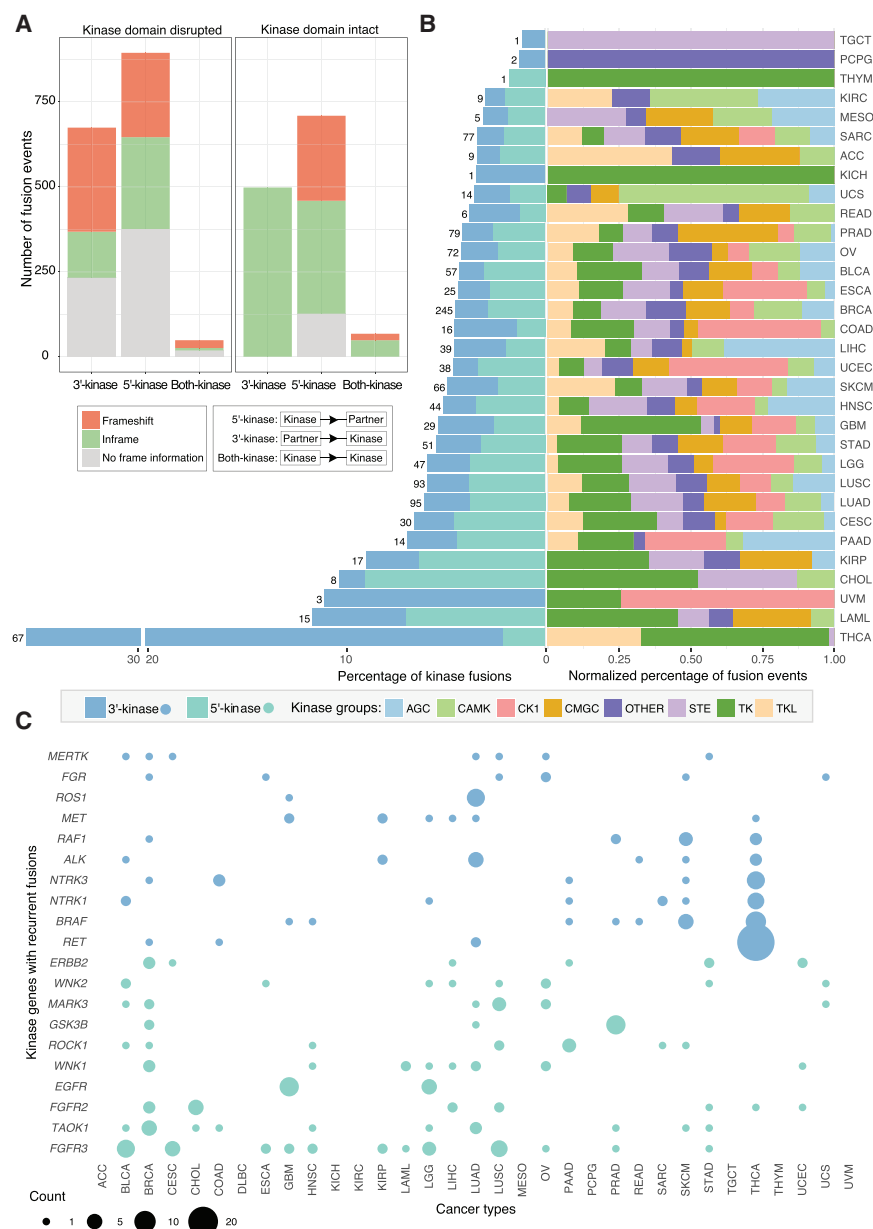 A
B
Kinase domain disrupted
Kinase domain intact
Number of fusion events
750
500
250
0
3'-kinase 5'-kinase Both-kinase
3'-kinase 5'-kinase Both-kinase
Frameshift
Inframe
No frame information
5'-kinase: Kinase Partner
3'-kinase: Partner Kinase
Both-kinase: Kinase Kinase
1 TGCT
2 PCPG
1 THYM
9 KIRC
5 MESO
77 SARC
9 ACC
1 KICH
14 UCS
6 READ
79 PRAD
72 OV
57 BLCA
25 ESCA
245 BRCA
16 COAD
39 LIHC
38 UCEC
66 SKCM
44 HNSC
29 GBM
51 STAD
47 LGG
93 LUSC
95 LUAD
30 CESC
14 PAAD
17 KIRP
8 CHOL
3 UVM
15 LAML
67 THCA
30 20 10 0 0.25 0.50 0.75 1.00
Percentage of kinase fusions
Normalized percentage of fusion events
3'-kinase 5'-kinase Kinase groups: AGC CAMK CK1 CMGC OTHER STE TK TKL
C
Kinase genes with recurrent fusions
MERTK
FGR
ROS1
MET
RAF1
ALK
NTRK3
NTRK1
BRAF
RET
ERBB2
WNK2
MARK3
GSK3B
ROCK1
WNK1
EGFR
FGFR2
TAOK1
FGFR3
ACC BLCA BRCA CESC CHOL COAD DLBC ESCA GBM HNSC KICH KIRC KIRP LAML LGG LIHC LUAD LUSC MESO OV PAAD PCPG PRAD READ SARC SKCM STAD TGCT THCA THYM UCEC UCS UVM
Cancer types
Count
1 5 10 20